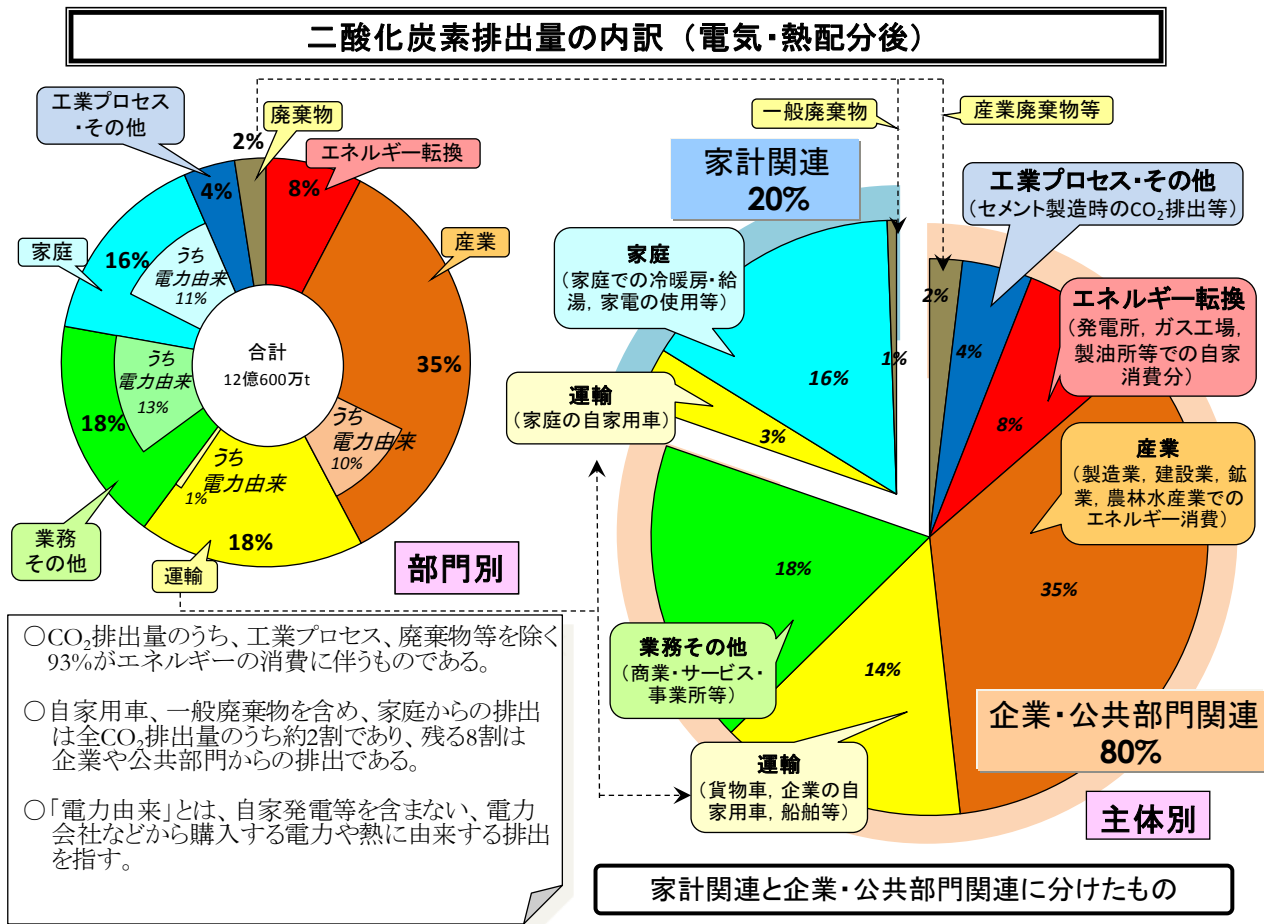 二酸化炭素排出量の内訳（電気・熱配分後）
工業プロセス
・その他
廃棄物
2%
エネルギー転換
4%
8%
家庭
16%
うち
電力由来
11%
産業
35%
合計
12億600万t
うち
電力由来
13%
18%
うち
電力由来
10%
うち
電力由来
1%
18%
業務
その他
運輸
部門別
一般廃棄物
産業廃棄物等
家計関連
20%
工業プロセス・その他
（セメント製造時のCO₂排出等）
家庭
（家庭での冷暖房・給
湯，家電の使用等）
エネルギー転換
（発電所，ガス工場，
製油所等での自家
消費分）
運輸
（家庭の自家用車）
産業
（製造業，建設業，鉱
業，農林水産業での
エネルギー消費）
2%
4%
8%
1%
16%
3%
18%
35%
14%
業務その他
（商業・サービス・
事業所等）
運輸
（貨物車，企業の自
家用車，船舶等）
企業・公共部門関連
80%
主体別
家計関連と企業・公共部門関連に分けたもの
○CO₂排出量のうち、工業プロセス、廃棄物等を除く
93%がエネルギーの消費に伴うものである。
○自家用車、一般廃棄物を含め、家庭からの排出
は全CO₂排出量のうち約2割であり、残る8割は
企業や公共部門からの排出である。
○「電力由来」とは、自家発電等を含まない、電力
会社などから購入する電力や熱に由来する排出
を指す。